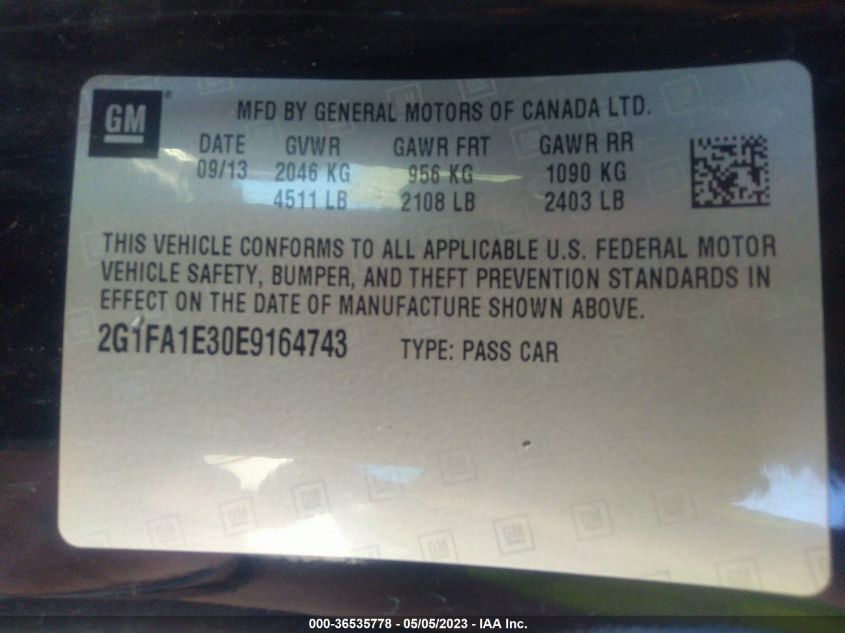 GM ®
MFD BY GENERAL MOTORS OF CANADA LTD.
DATE GVWR GAWR FRT GAWR RR
09/13 2046 KG 956 KG 1090 KG
4511 LB 2108 LB 2403 LB
THIS VEHICLE CONFORMS TO ALL APPLICABLE U.S. FEDERAL MOTOR
VEHICLE SAFETY, BUMPER, AND THEFT PREVENTION STANDARDS IN
EFFECT ON THE DATE OF MANUFACTURE SHOWN ABOVE.
2G1FA1E30E9164743 TYPE: PASS CAR
000-36535778 - 05/05/2023 - IAA Inc.